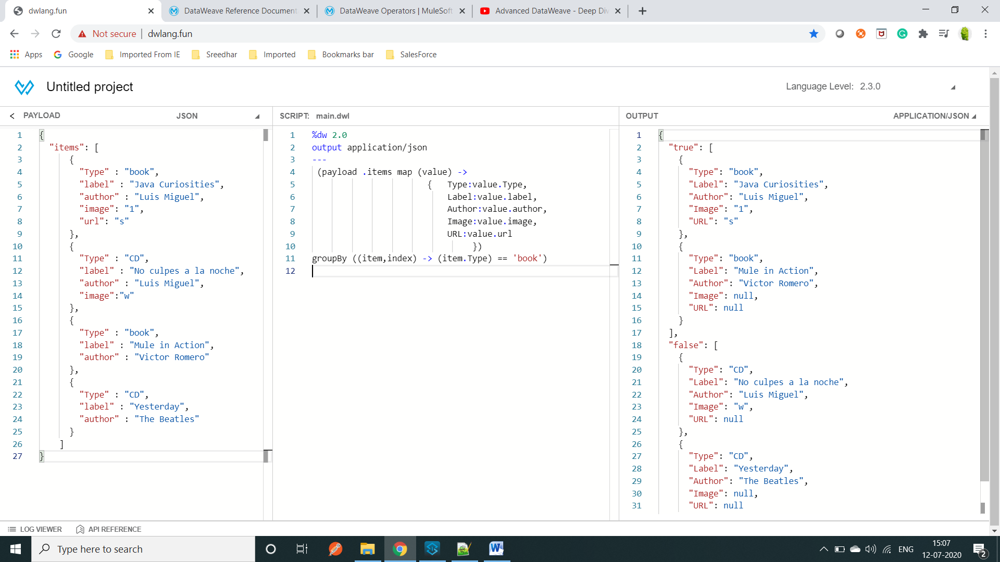 dwlang.fun
DataWeave Reference Document
DataWeave Operators | MuleSoft
Advanced DataWeave - Deep Div
Not secure
dwlang.fun
Apps
Google
Imported From IE
Sreedhar
Imported
Bookmarks bar
SalesForce
Untitled project
Language Level: 2.3.0
PAYLOAD JSON
1 {
2 "items": [
3 {
4 "Type" : "book",
5 "label" : "Java Curiosities",
6 "author" : "Luis Miguel",
7 "image": "1",
8 "url": "s"
9 },
10 {
11 "Type" : "CD",
12 "label" : "No culpes a la noche",
13 "author" : "Luis Miguel",
14 "image":"w"
15 },
16 {
17 "Type" : "book",
18 "label" : "Mule in Action",
19 "author" : "Victor Romero"
20 },
21 {
22 "Type" : "CD",
23 "label" : "Yesterday",
24 "author" : "The Beatles"
25 }
26 ]
27 }
SCRIPT: main.dwl
1 %dw 2.0
2 output application/json
3 ---
4 (payload .items map (value) ->
5 { Type:value.Type,
6 Label:value.label,
7 Author:value.author,
8 Image:value.image,
9 URL:value.url
10 })
11 groupBy ((item,index) -> (item.Type) == 'book')
12
OUTPUT APPLICATION/JSON
1 {
2 "true": [
3 {
4 "Type": "book",
5 "Label": "Java Curiosities",
6 "Author": "Luis Miguel",
7 "Image": "1",
8 "URL": "s"
9 },
10 {
11 "Type": "book",
12 "Label": "Mule in Action",
13 "Author": "Victor Romero",
14 "Image": null,
15 "URL": null
16 }
17 ],
18 "false": [
19 {
20 "Type": "CD",
21 "Label": "No culpes a la noche",
22 "Author": "Luis Miguel",
23 "Image": "w",
24 "URL": null
25 },
26 {
27 "Type": "CD",
28 "Label": "Yesterday",
29 "Author": "The Beatles",
30 "Image": null,
31 "URL": null
LOG VIEWER
API REFERENCE
Type here to search
ENG
15:07
12-07-2020
2